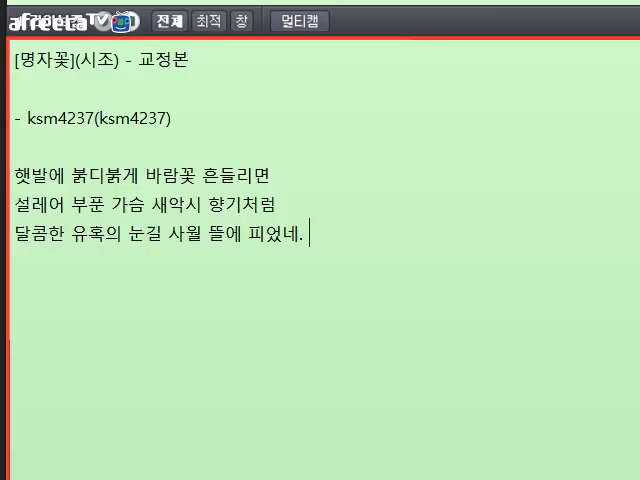 afreecaTV
전체 최적 창 멀티캠
[명자꽃](시조) - 교정본
- ksm4237(ksm4237)
햇발에 붉디붉게 바람꽃 흔들리면
설레어 부푼 가슴 새악시 향기처럼
달콤한 유혹의 눈길 사월 뜰에 피었네.